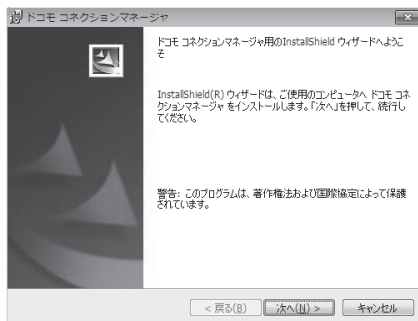 ドコモ コネクションマネージャ
ドコモ コネクションマネージャ用のInstallShield ウィザードへようこ
そ
InstallShield(R) ウィザードは、ご使用のコンピュータへ ドコモ コネ
クションマネージャ をインストールします。「次へ」を押して、続行し
てください。
警告: このプログラムは、著作権法および国際協定によって保護
されています。
< 戻る(B)
次へ(N) >
キャンセル